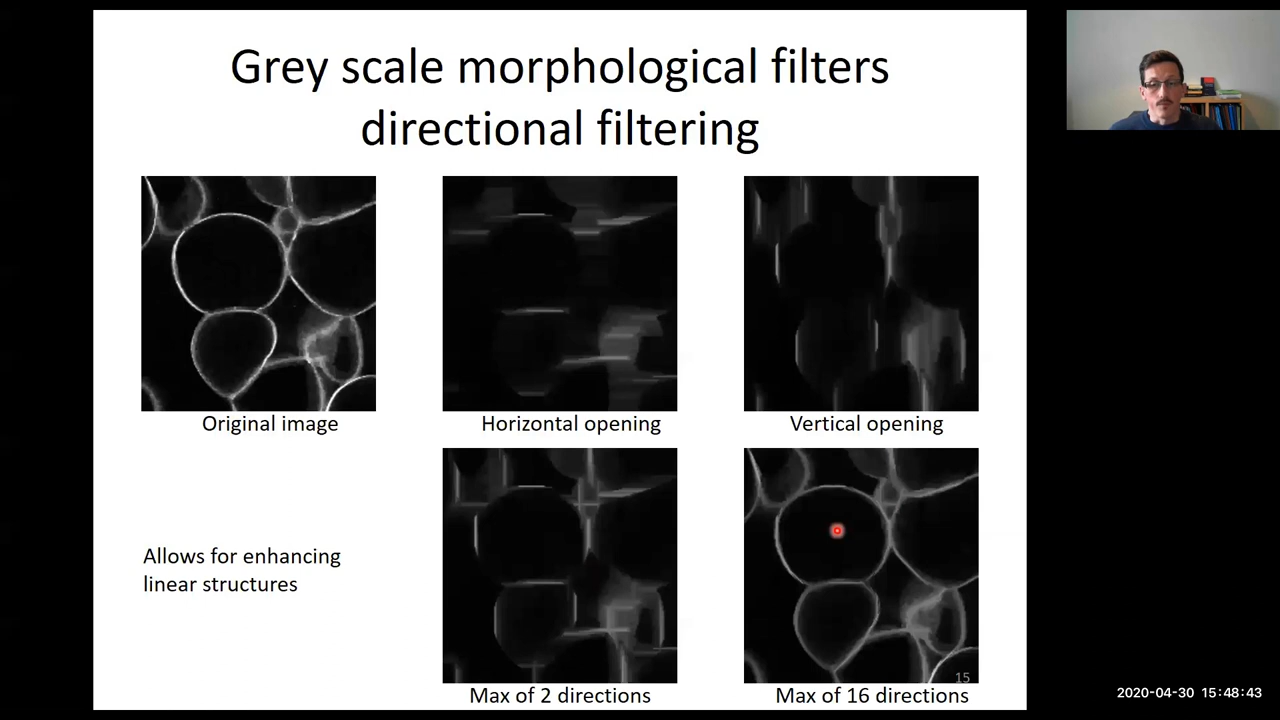 Grey scale morphological filters
directional filtering
Original image
Horizontal opening
Vertical opening
Allows for enhancing
linear structures
Max of 2 directions
Max of 16 directions
15
2020-04-30 15:48:43